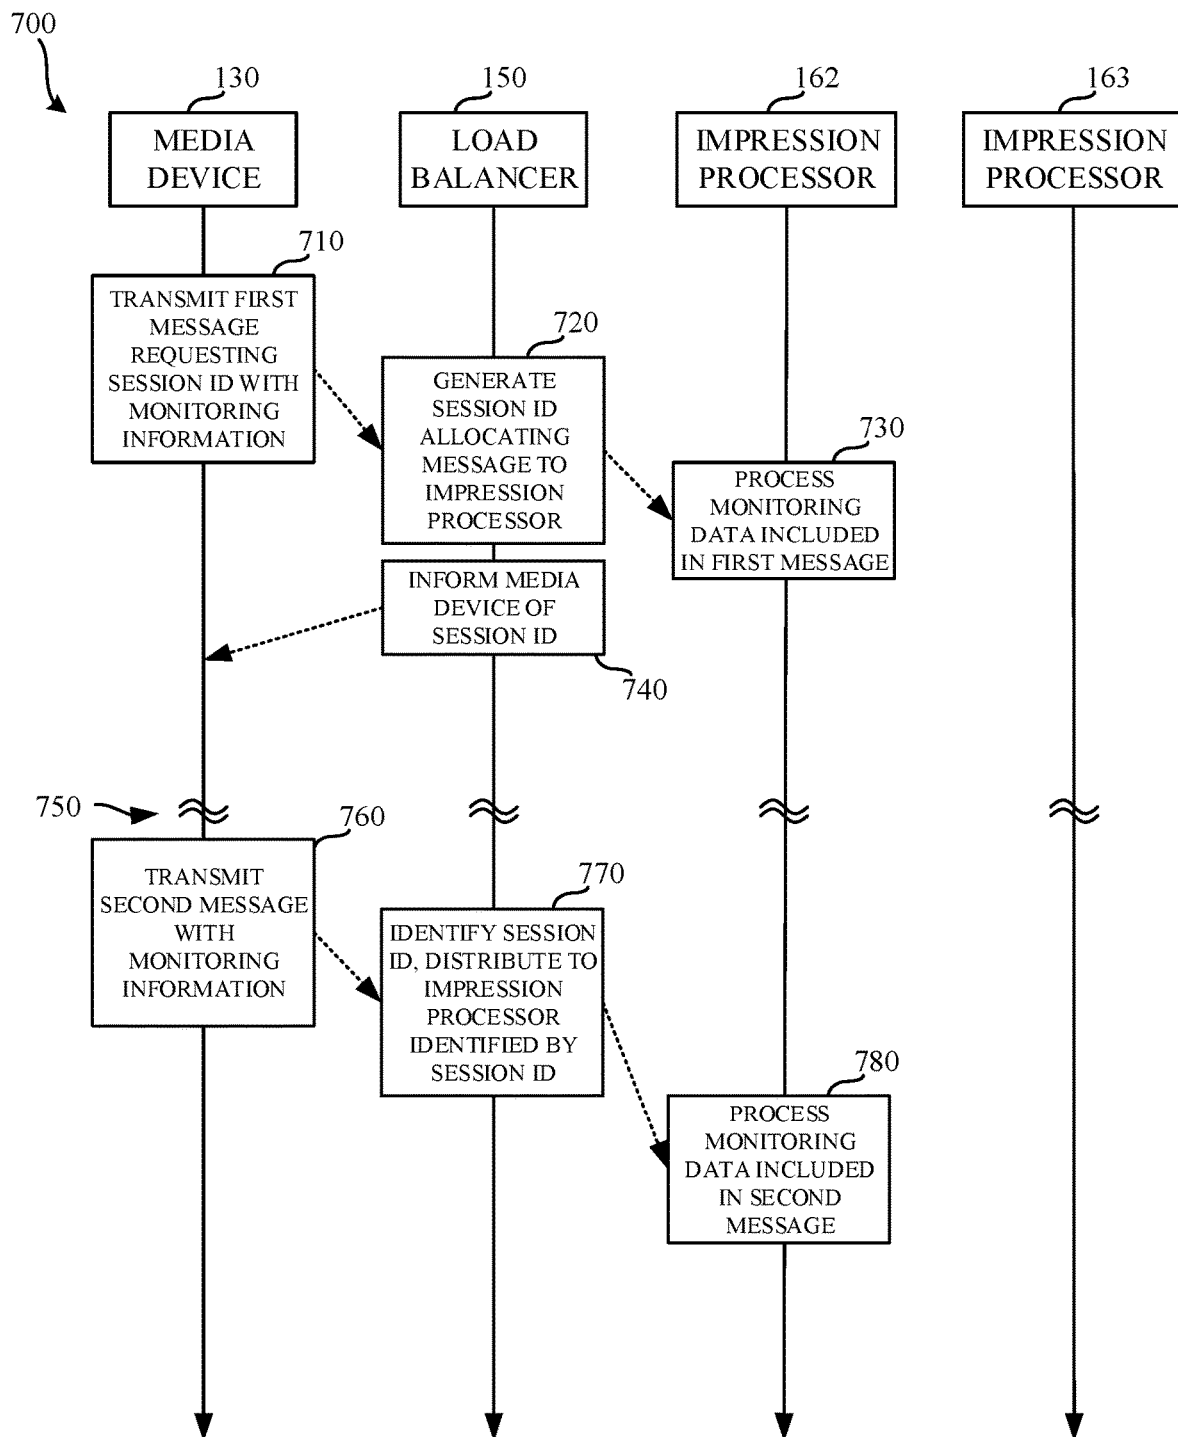 700
130
150
162
163
MEDIA
DEVICE
LOAD
BALANCER
IMPRESSION
PROCESSOR
IMPRESSION
PROCESSOR
710
TRANSMIT FIRST
MESSAGE
REQUESTING
SESSION ID WITH
MONITORING
INFORMATION
720
GENERATE
SESSION ID
ALLOCATING
MESSAGE TO
IMPRESSION
PROCESSOR
730
PROCESS
MONITORING
DATA INCLUDED
IN FIRST MESSAGE
INFORM MEDIA
DEVICE OF
SESSION ID
740
750
760
TRANSMIT
SECOND MESSAGE
WITH
MONITORING
INFORMATION
770
IDENTIFY SESSION
ID, DISTRIBUTE TO
IMPRESSION
PROCESSOR
IDENTIFIED BY
SESSION ID
780
PROCESS
MONITORING
DATA INCLUDED
IN SECOND
MESSAGE